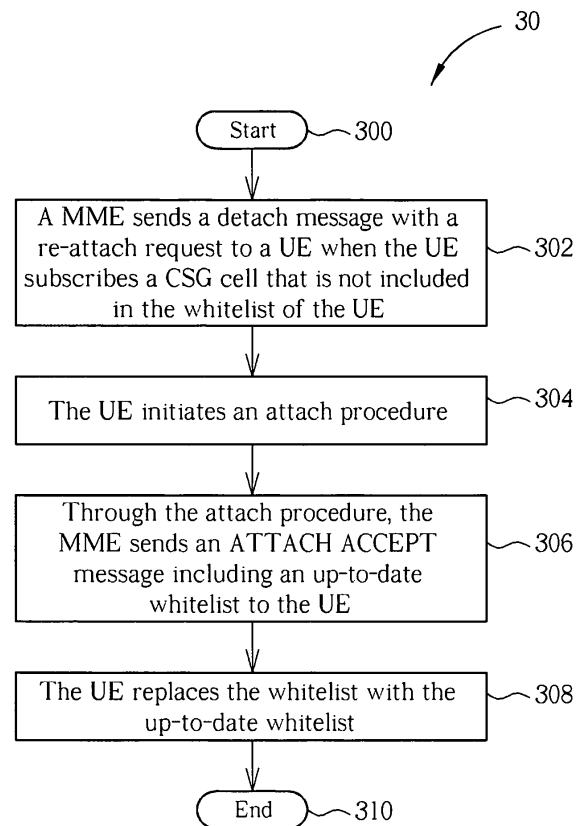 30
Start
300
A MME sends a detach message with a
re-attach request to a UE when the UE
subscribes a CSG cell that is not included
in the whitelist of the UE
302
The UE initiates an attach procedure
304
Through the attach procedure, the
MME sends an ATTACH ACCEPT
message including an up-to-date
whitelist to the UE
306
The UE replaces the whitelist with the
up-to-date whitelist
308
End
310